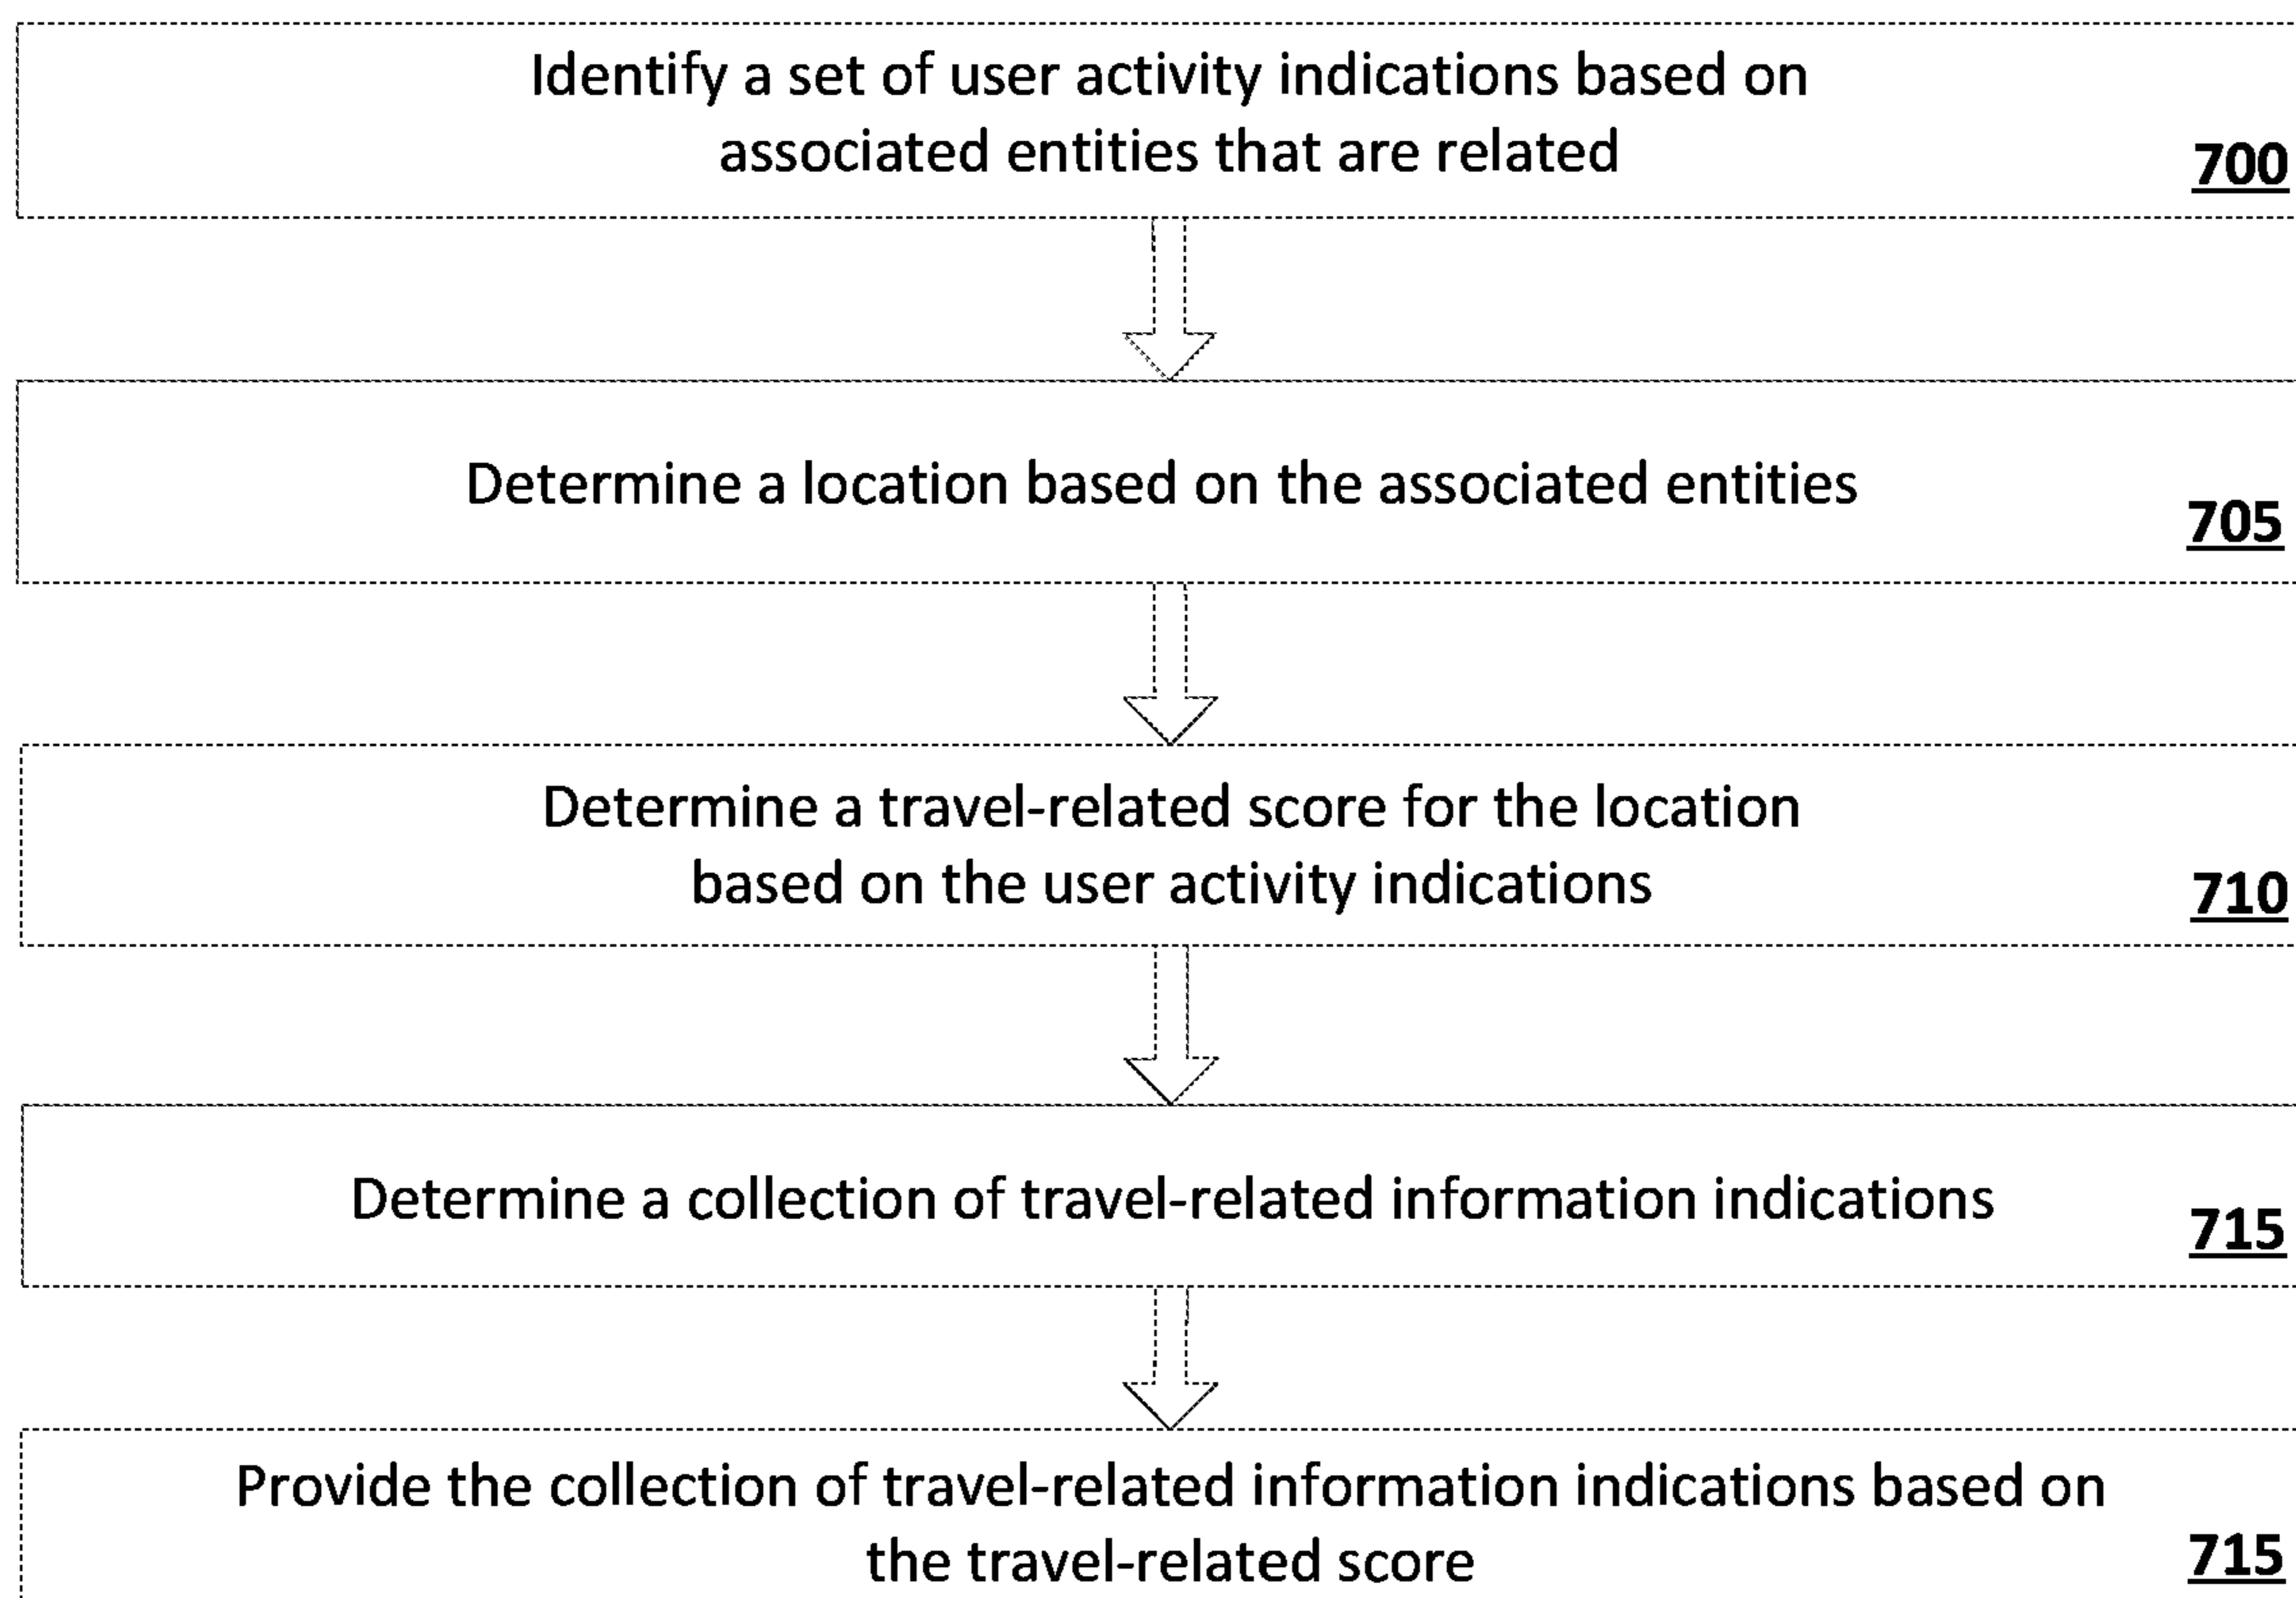 Identify a set of user activity indications based on
associated entities that are related
700
Determine a location based on the associated entities
705
Determine a travel-related score for the location
based on the user activity indications
710
Determine a collection of travel-related information indications
715
Provide the collection of travel-related information indications based on
the travel-related score
715